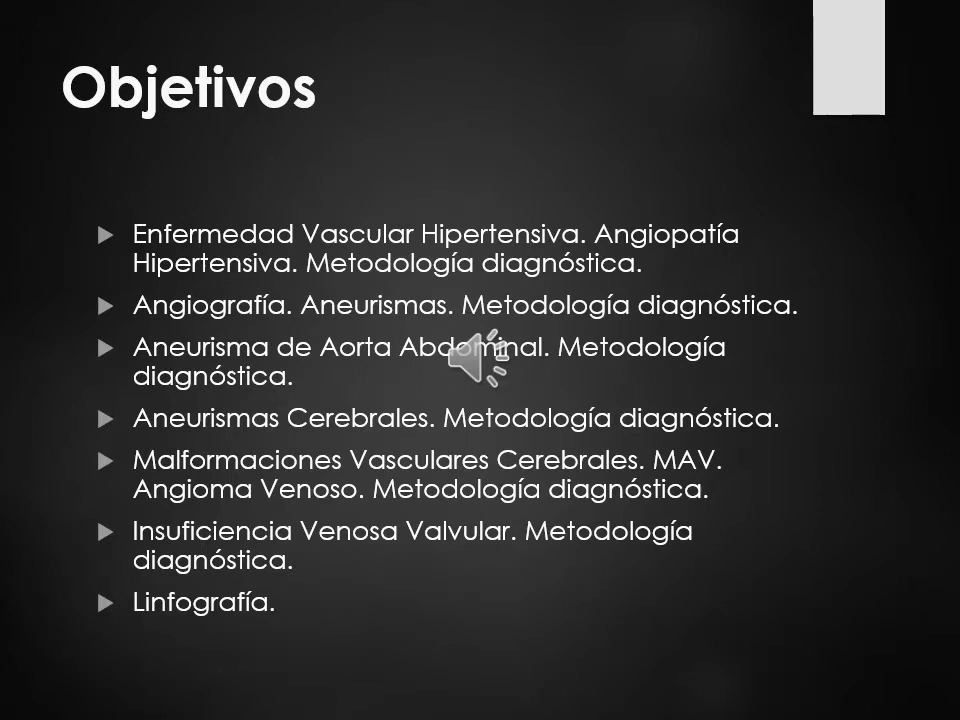 Objetivos
Enfermedad Vascular Hipertensiva. Angiopatía
Hipertensiva. Metodología diagnóstica.
Angiografía. Aneurismas. Metodología diagnóstica.
Aneurisma de Aorta Abdominal. Metodología
diagnóstica.
Aneurismas Cerebrales. Metodología diagnóstica.
Malformaciones Vasculares Cerebrales. MAV.
Angioma Venoso. Metodología diagnóstica.
Insuficiencia Venosa Valvular. Metodología
diagnóstica.
Linfografía.